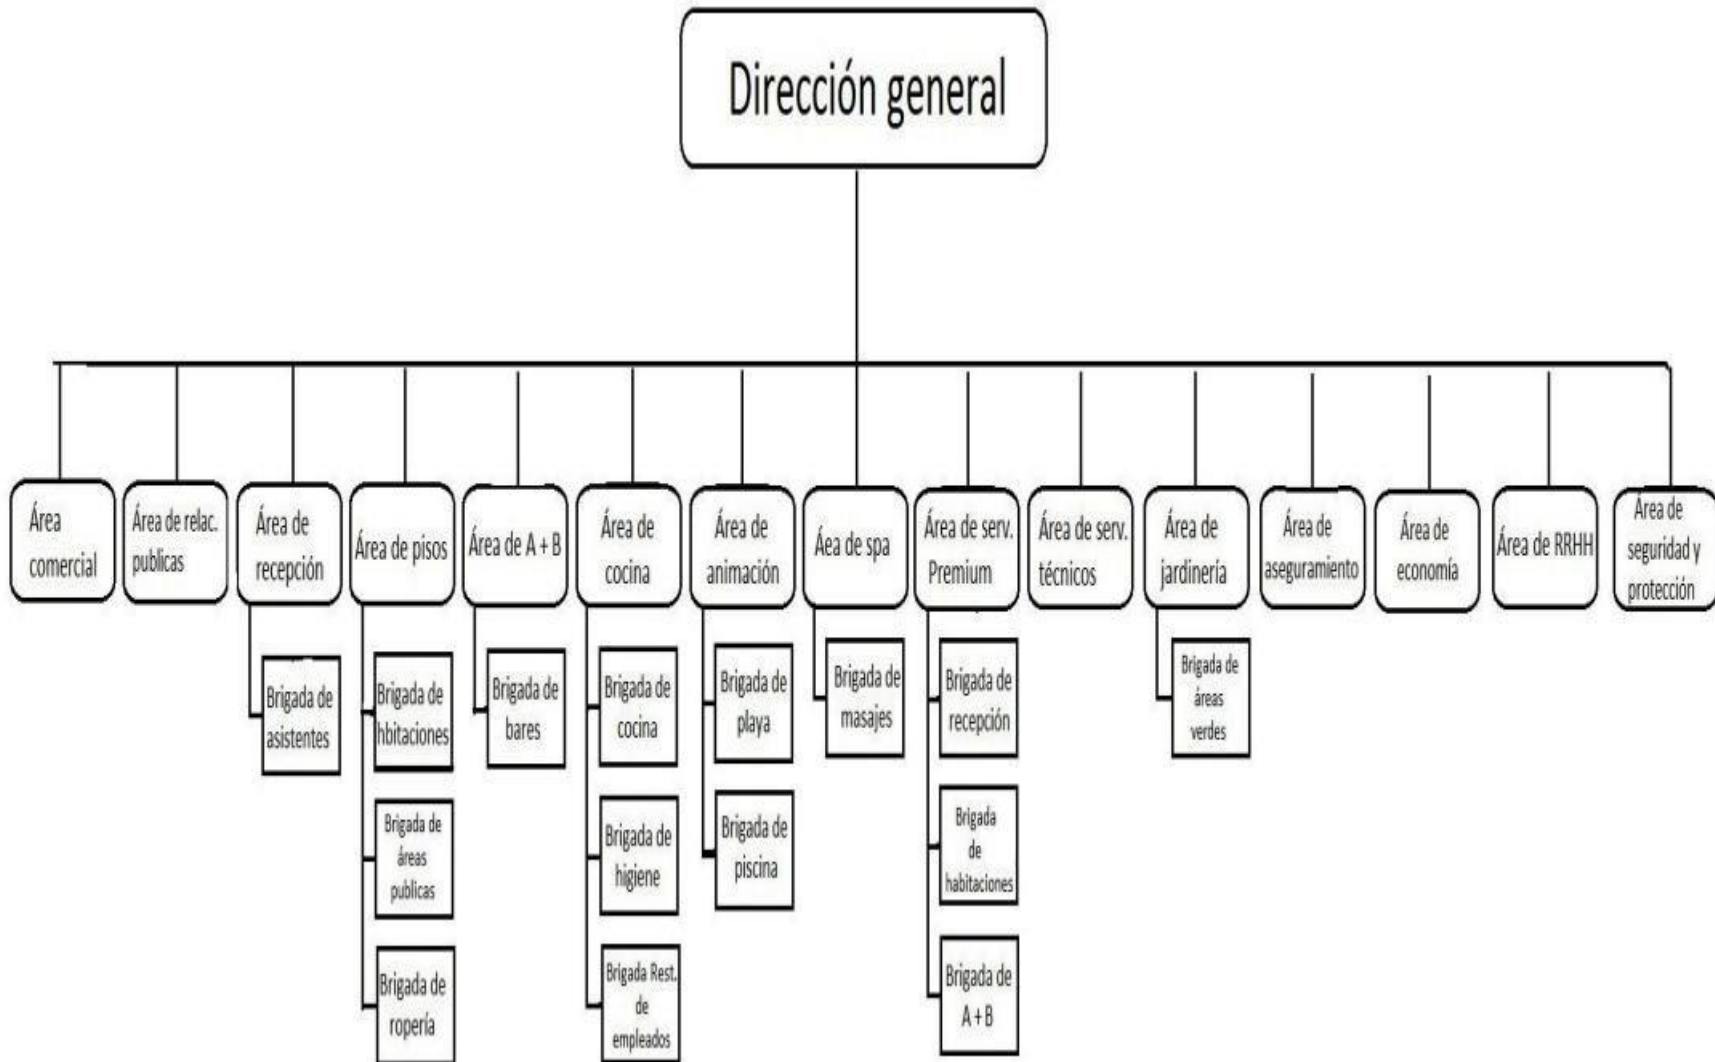 Dirección general
Área
comercial
Área de relac.
publicas
Área de
recepción
Área de pisos
Área de A + B
Área de
cocina
Área de
animación
Áea de spa
Área de serv.
Premium
Área de serv.
técnicos
Área de
jardinería
Área de
aseguramiento
Área de
economía
Área de RRHH
Área de
seguridad y
protección
Brigada de
asistentes
Brigada de
hbitaciones
Brigada de
áreas
publicas
Brigada de
ropería
Brigada de
bares
Brigada de
cocina
Brigada de
higiene
Brigada Rest.
de
empleados
Brigada de
playa
Brigada de
piscina
Brigada de
masajes
Brigada de
recepción
Brigada
de
habitaciones
Brigada de
A + B
Brigada de
áreas
verdes